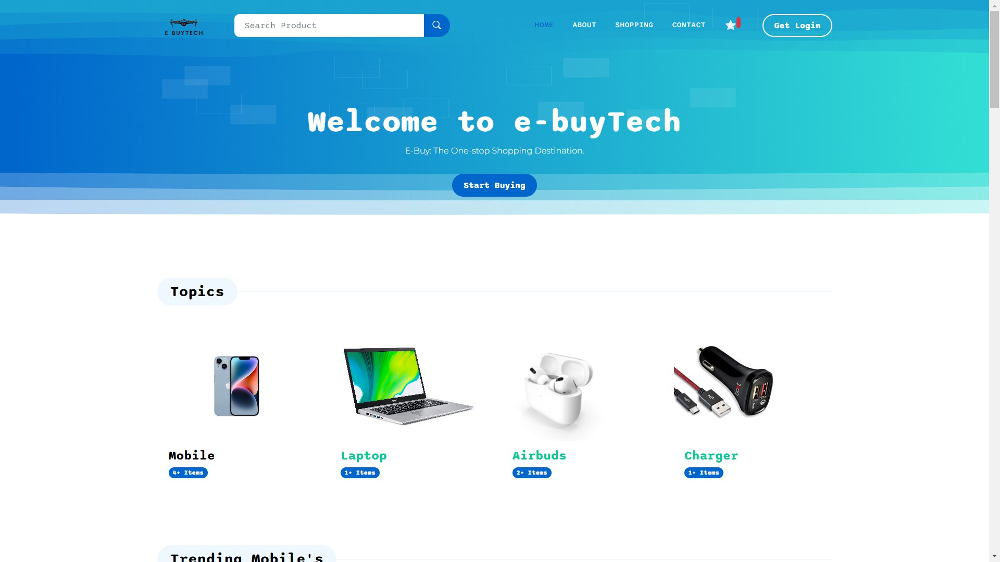 E BUYTECH
Search Product
HOME
ABOUT
SHOPPING
CONTACT
Get Login
Welcome to e-buyTech
E-Buy: The One-stop Shopping Destination.
Start Buying
Topics
Mobile
4+ Items
Laptop
1+ Items
Airbuds
2+ Items
Charger
1+ Items
Trending Mobile's